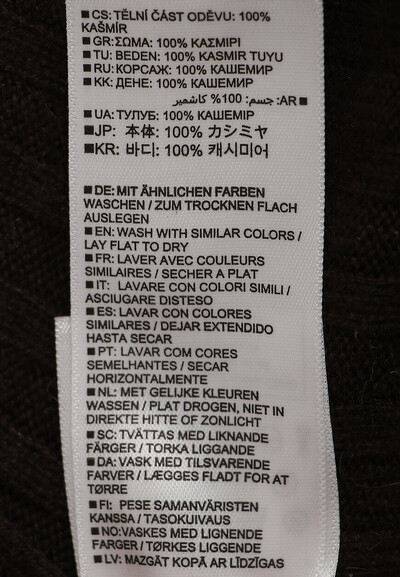 ■CS: TĚLNÍ ČÁST ODĚVU: 100%
KAŠMÍR
■GR:ΣΩΜΑ: 100% ΚΑΣΜΙΡΙ
■TU: BEDEN: 100% KASMIR TUYU
■RU: КОРСАЖ: 100% КАШЕМИР
■KK: ДЕНЕ: 100% КАШЕМИР
■AR: جسم: 100% كاشمير
■UA: ТУЛУБ: 100% КАШЕМІР
■JP: 本体: 100% カシミヤ
■KR: 바디: 100% 캐시미어
■DE: MIT ÄHNLICHEN FARBEN
WASCHEN / ZUM TROCKNEN FLACH
AUSLEGEN
■EN: WASH WITH SIMILAR COLORS /
LAY FLAT TO DRY
■FR: LAVER AVEC COULEURS
SIMILAIRES / SECHER A PLAT
■IT: LAVARE CON COLORI SIMILI /
ASCIUGARE DISTESO
■ES: LAVAR CON COLORES
SIMILARES / DEJAR EXTENDIDO
HASTA SECAR
■PT: LAVAR COM CORES
SEMELHANTES / SECAR
HORIZONTALMENTE
■NL: MET GELIJKE KLEUREN
WASSEN / PLAT DROGEN, NIET IN
DIREKTE HITTE OF ZONLICHT
■SC: TVÄTTAS MED LIKNANDE
FÄRGER / TORKA LIGGANDE
■DA: VASK MED TILSVARENDE
FARVER / LÆGGES FLADT FOR AT
TØRRE
■FI: PESE SAMANVÄRISTEN
KANSSA / TASOKUIVAUS
■NO:VASKES MED LIGNENDE
FARGER / TØRKES LIGGENDE
■LV: MAZGĀT KOPĀ AR LĪDZĪGAS